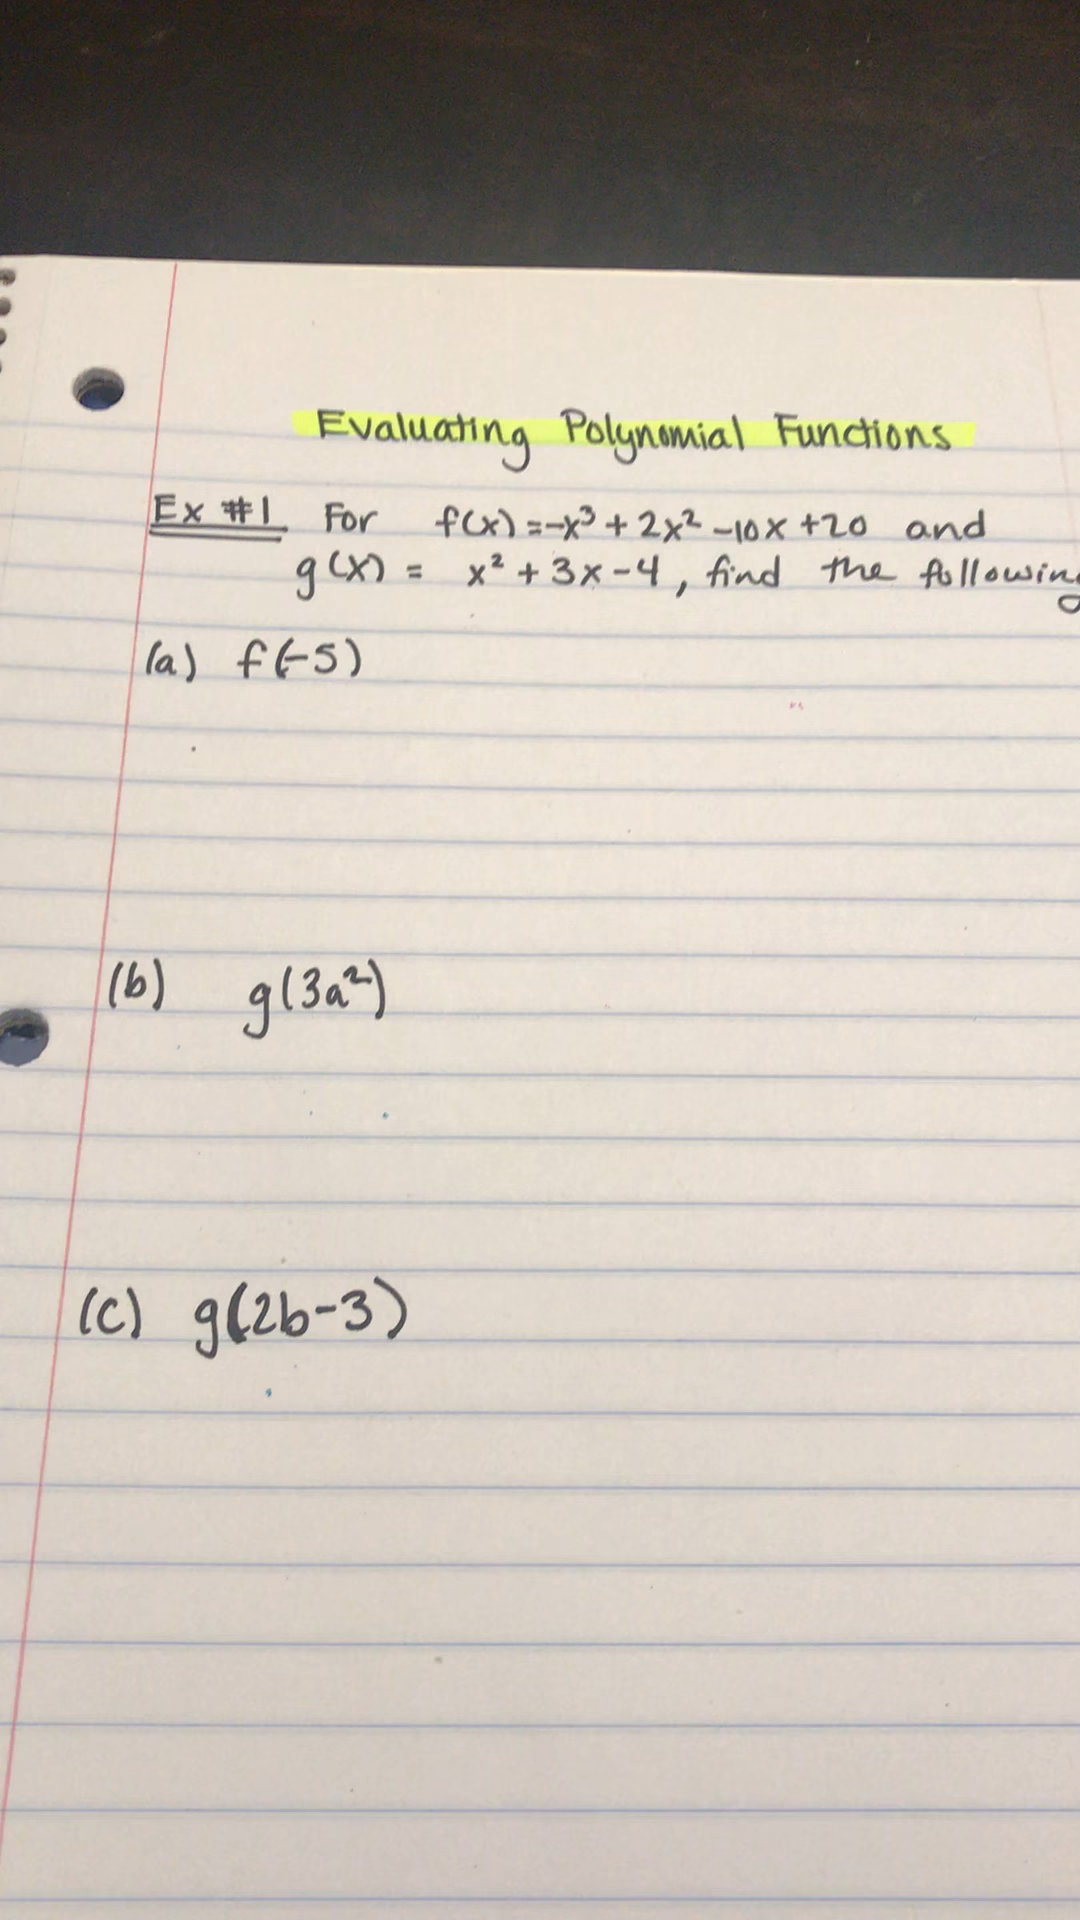 Evaluating Polynomial Functions
Ex #1 For f(x) = -x³ + 2x² - 10x + 20 and
g(x) = x² + 3x - 4, find the following
(a) f(-5)
(b) g(3a²)
(c) g(2b-3)